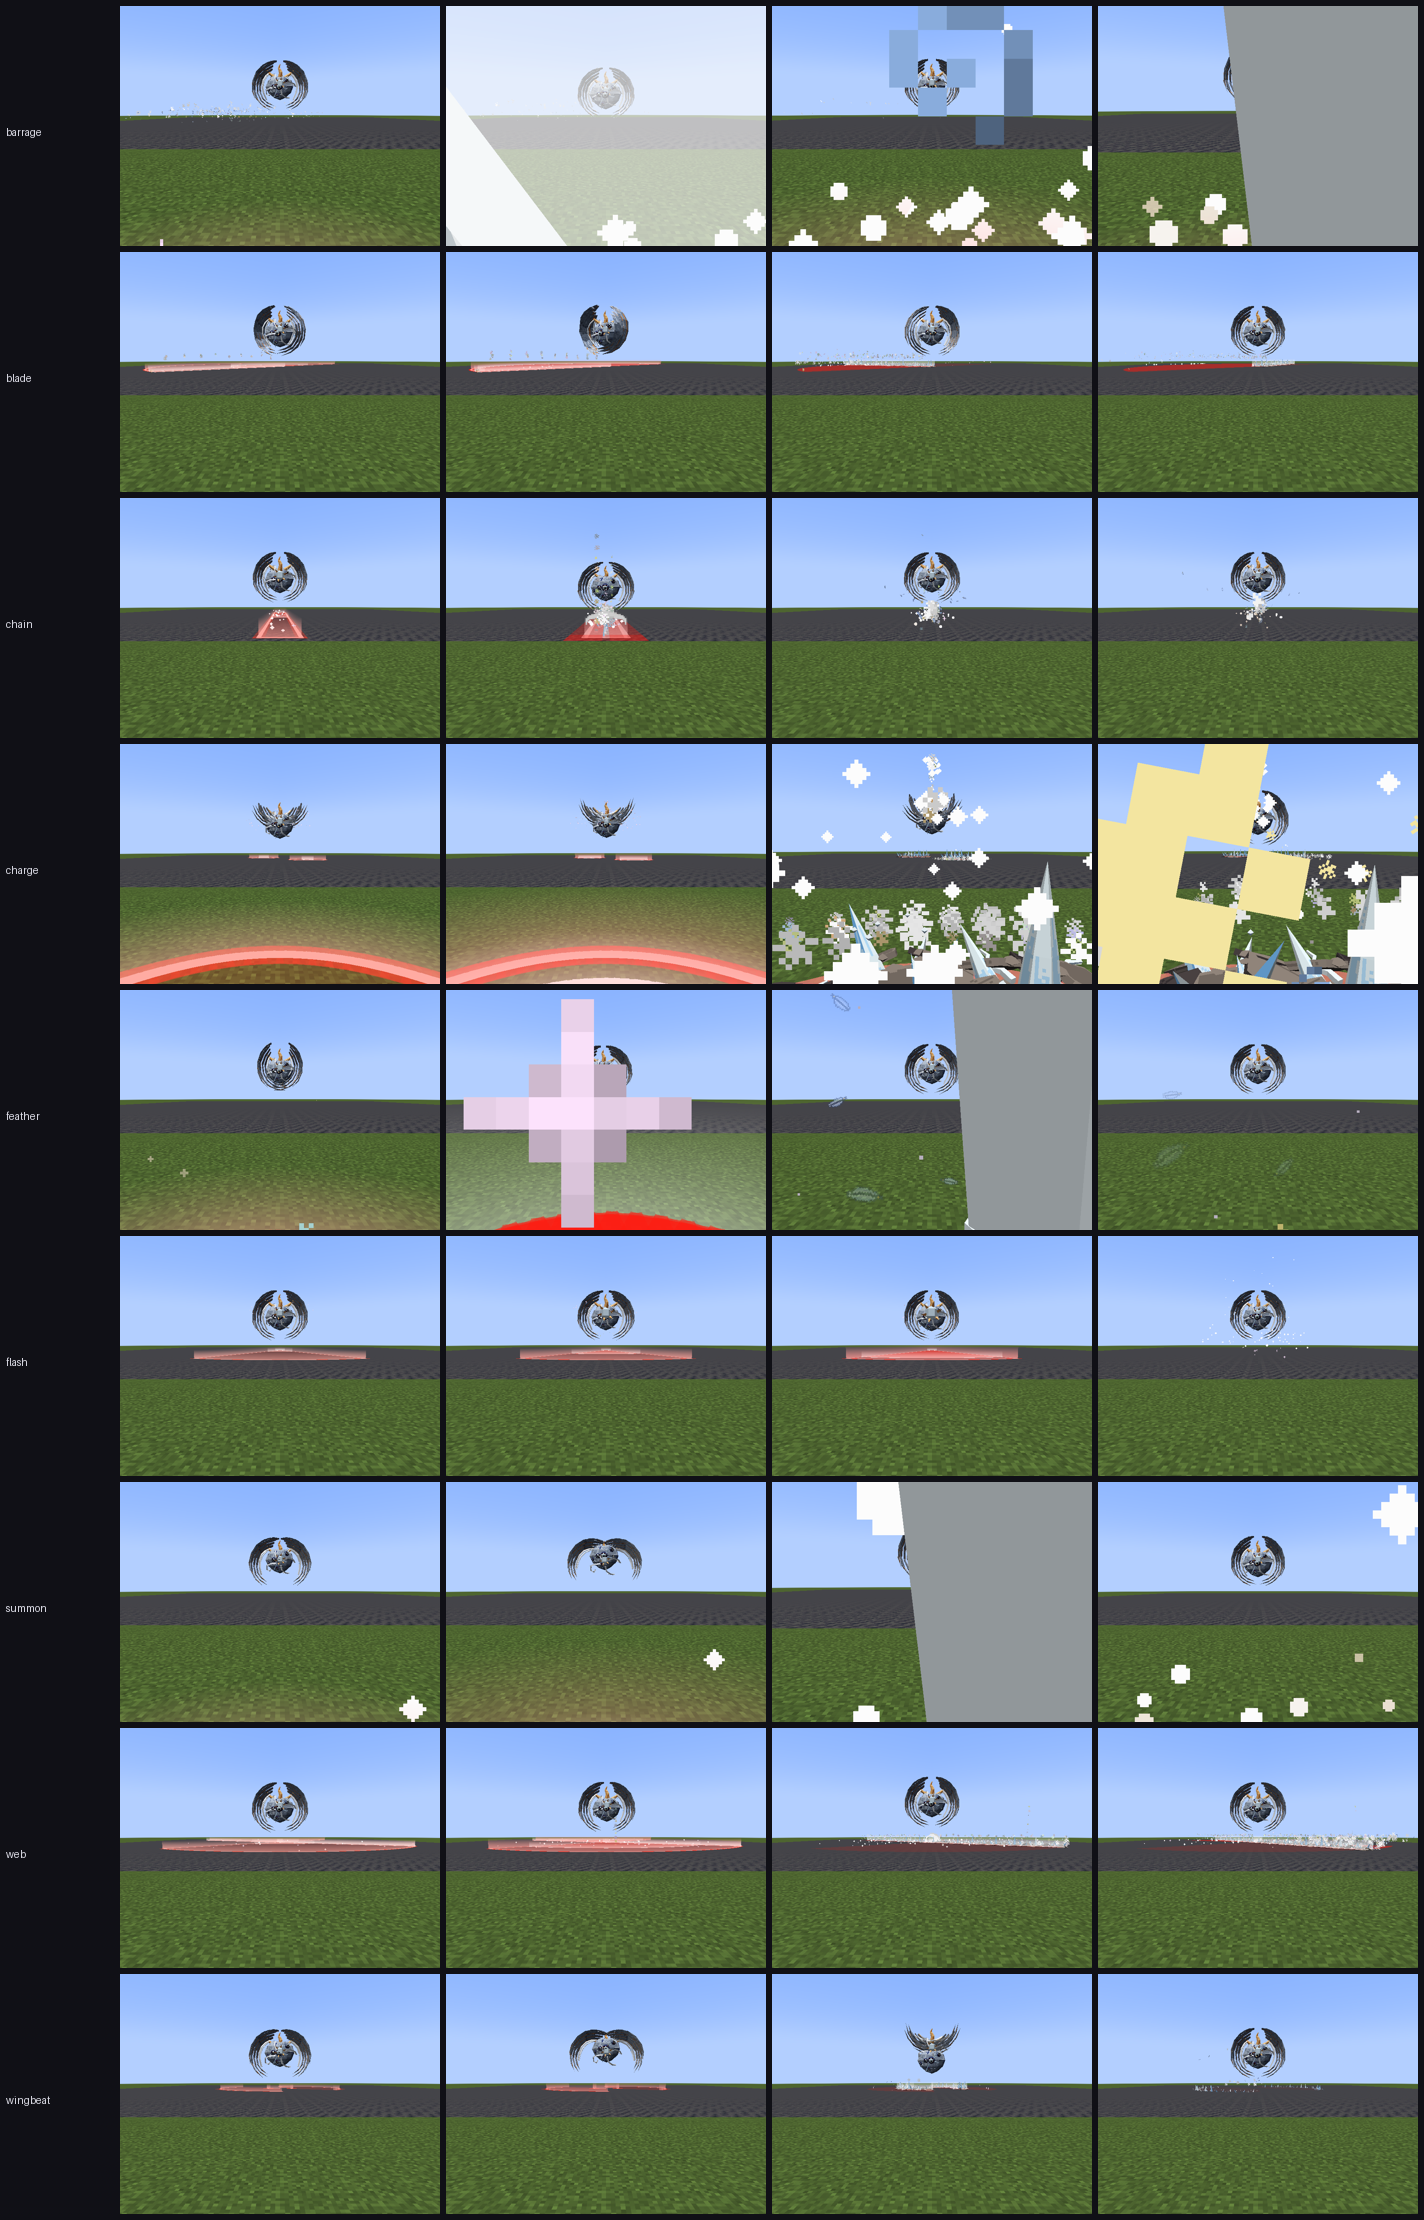 barrage
blade
chain
charge
feather
flash
summon
web
wingbeat